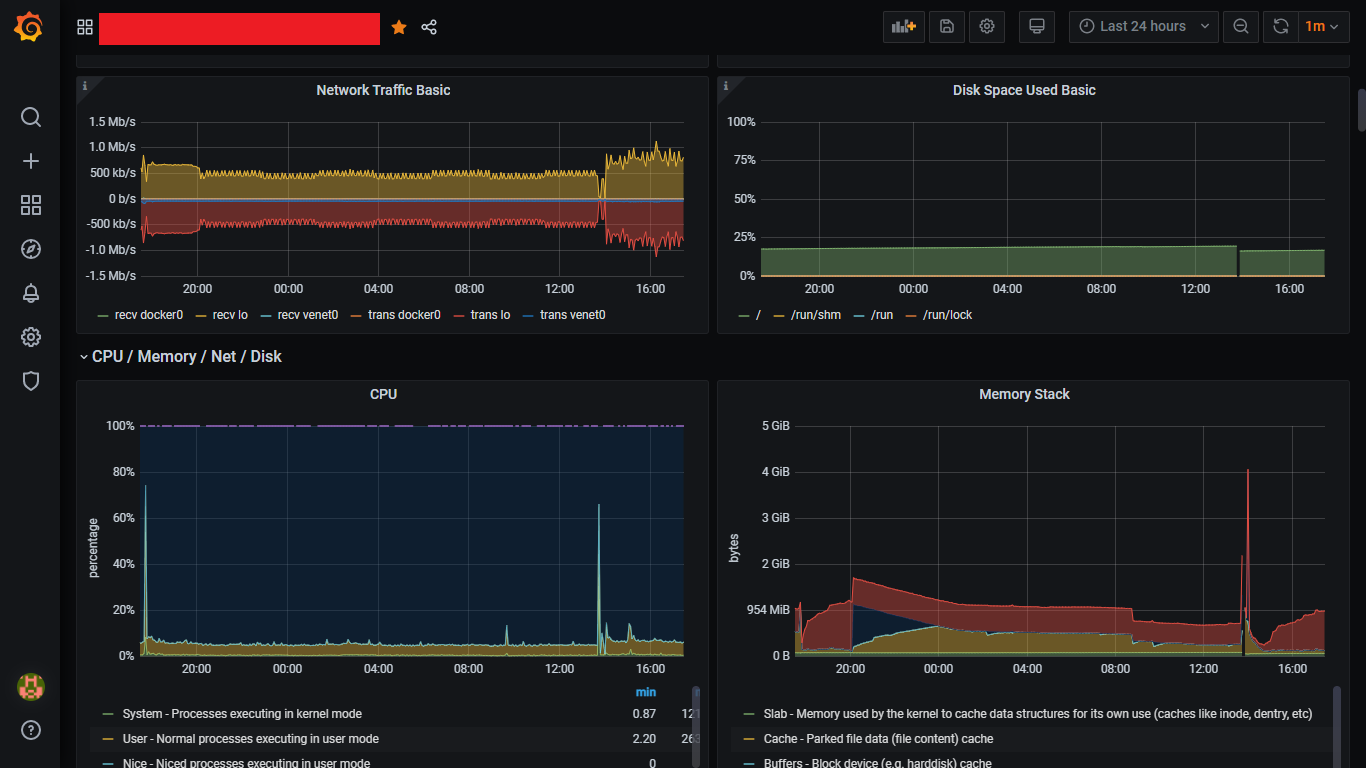 Last 24 hours
1m
i
Network Traffic Basic
1.5 Mb/s
1.0 Mb/s
500 kb/s
0 b/s
-500 kb/s
-1.0 Mb/s
-1.5 Mb/s
20:00 00:00 04:00 08:00 12:00 16:00
recv docker0 recv lo recv venet0 trans docker0 trans lo trans venet0
i
Disk Space Used Basic
100%
75%
50%
25%
0%
20:00 00:00 04:00 08:00 12:00 16:00
/ /run/shm /run /run/lock
CPU / Memory / Net / Disk
CPU
percentage
100%
80%
60%
40%
20%
0%
20:00 00:00 04:00 08:00 12:00 16:00
min
System - Processes executing in kernel mode 0.87
User - Normal processes executing in user mode 2.20
Nice - Niced processes executing in user mode 0
Memory Stack
bytes
5 GiB
4 GiB
3 GiB
2 GiB
954 MiB
0 B
20:00 00:00 04:00 08:00 12:00 16:00
Slab - Memory used by the kernel to cache data structures for its own use (caches like inode, dentry, etc)
Cache - Parked file data (file content) cache
Buffers - Block device (e.g. harddisk) cache